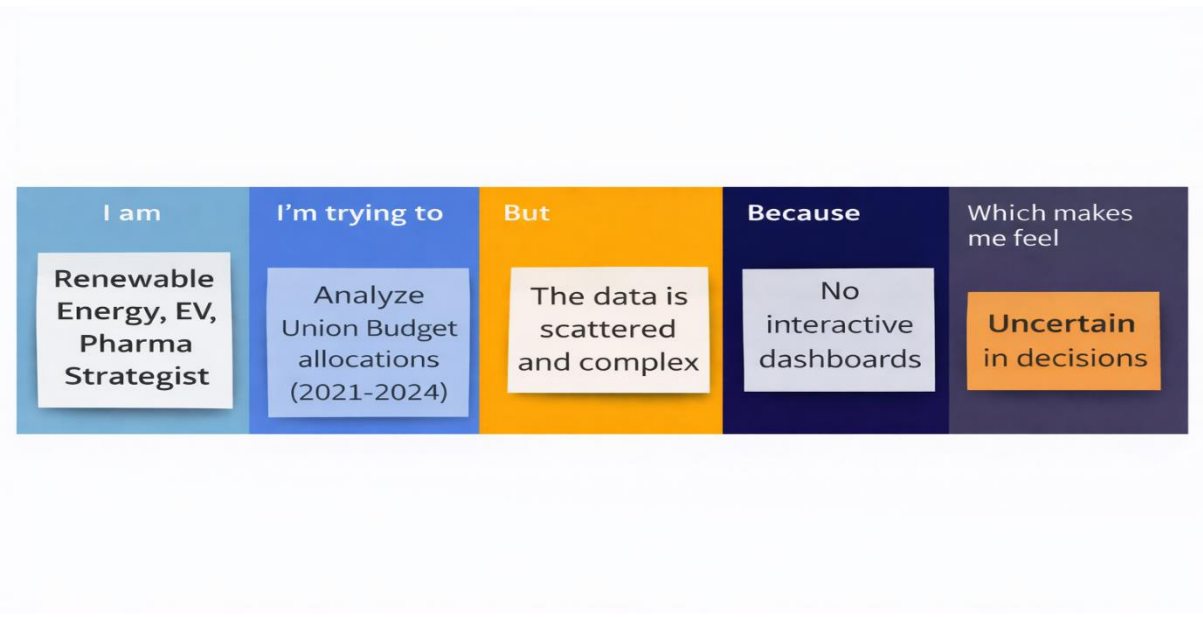 I am
Renewable
Energy, EV,
Pharma
Strategist
I'm trying to
Analyze
Union Budget
allocations
(2021-2024)
But
The data is
scattered
and complex
Because
No
interactive
dashboards
Which makes
me feel
Uncertain
in decisions